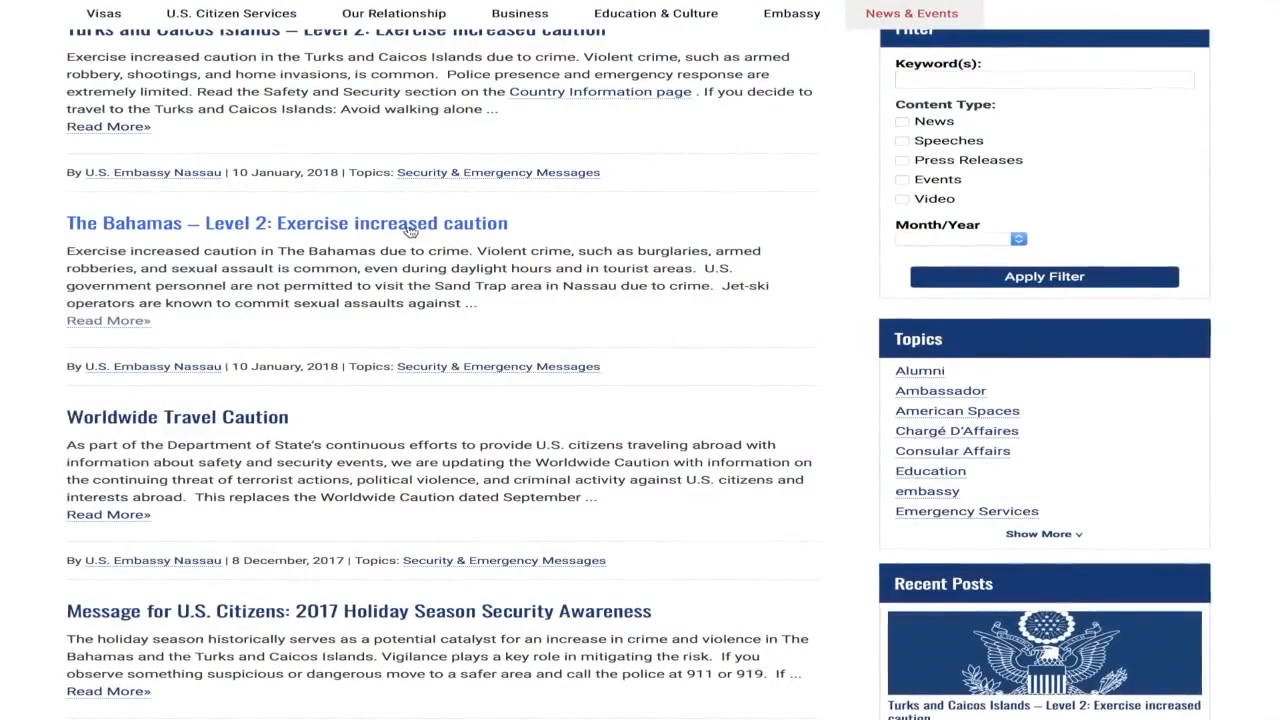 Visas
U.S. Citizen Services
Our Relationship
Business
Education & Culture
Embassy
News & Events
Turks and Caicos Islands – Level 2: Exercise increased caution
Exercise increased caution in the Turks and Caicos Islands due to crime. Violent crime, such as armed
robbery, shootings, and home invasions, is common.  Police presence and emergency response are
extremely limited. Read the Safety and Security section on the Country Information page . If you decide to
travel to the Turks and Caicos Islands: Avoid walking alone ...
Read More»
By U.S. Embassy Nassau | 10 January, 2018 | Topics: Security & Emergency Messages
The Bahamas – Level 2: Exercise increased caution
Exercise increased caution in The Bahamas due to crime. Violent crime, such as burglaries, armed
robberies, and sexual assault is common, even during daylight hours and in tourist areas.  U.S.
government personnel are not permitted to visit the Sand Trap area in Nassau due to crime.  Jet-ski
operators are known to commit sexual assaults against ...
Read More»
By U.S. Embassy Nassau | 10 January, 2018 | Topics: Security & Emergency Messages
Worldwide Travel Caution
As part of the Department of State's continuous efforts to provide U.S. citizens traveling abroad with
information about safety and security events, we are updating the Worldwide Caution with information on
the continuing threat of terrorist actions, political violence, and criminal activity against U.S. citizens and
interests abroad.  This replaces the Worldwide Caution dated September ...
Read More»
By U.S. Embassy Nassau | 8 December, 2017 | Topics: Security & Emergency Messages
Message for U.S. Citizens: 2017 Holiday Season Security Awareness
The holiday season historically serves as a potential catalyst for an increase in crime and violence in The
Bahamas and the Turks and Caicos Islands. Vigilance plays a key role in mitigating the risk.  If you
observe something suspicious or dangerous move to a safer area and call the police at 911 or 919.  If ...
Read More»
Filter
Keyword(s):
Content Type:
News
Speeches
Press Releases
Events
Video
Month/Year
Apply Filter
Topics
Alumni
Ambassador
American Spaces
Chargé D'Affaires
Consular Affairs
Education
embassy
Emergency Services
Show More
Recent Posts
Turks and Caicos Islands – Level 2: Exercise increased
caution